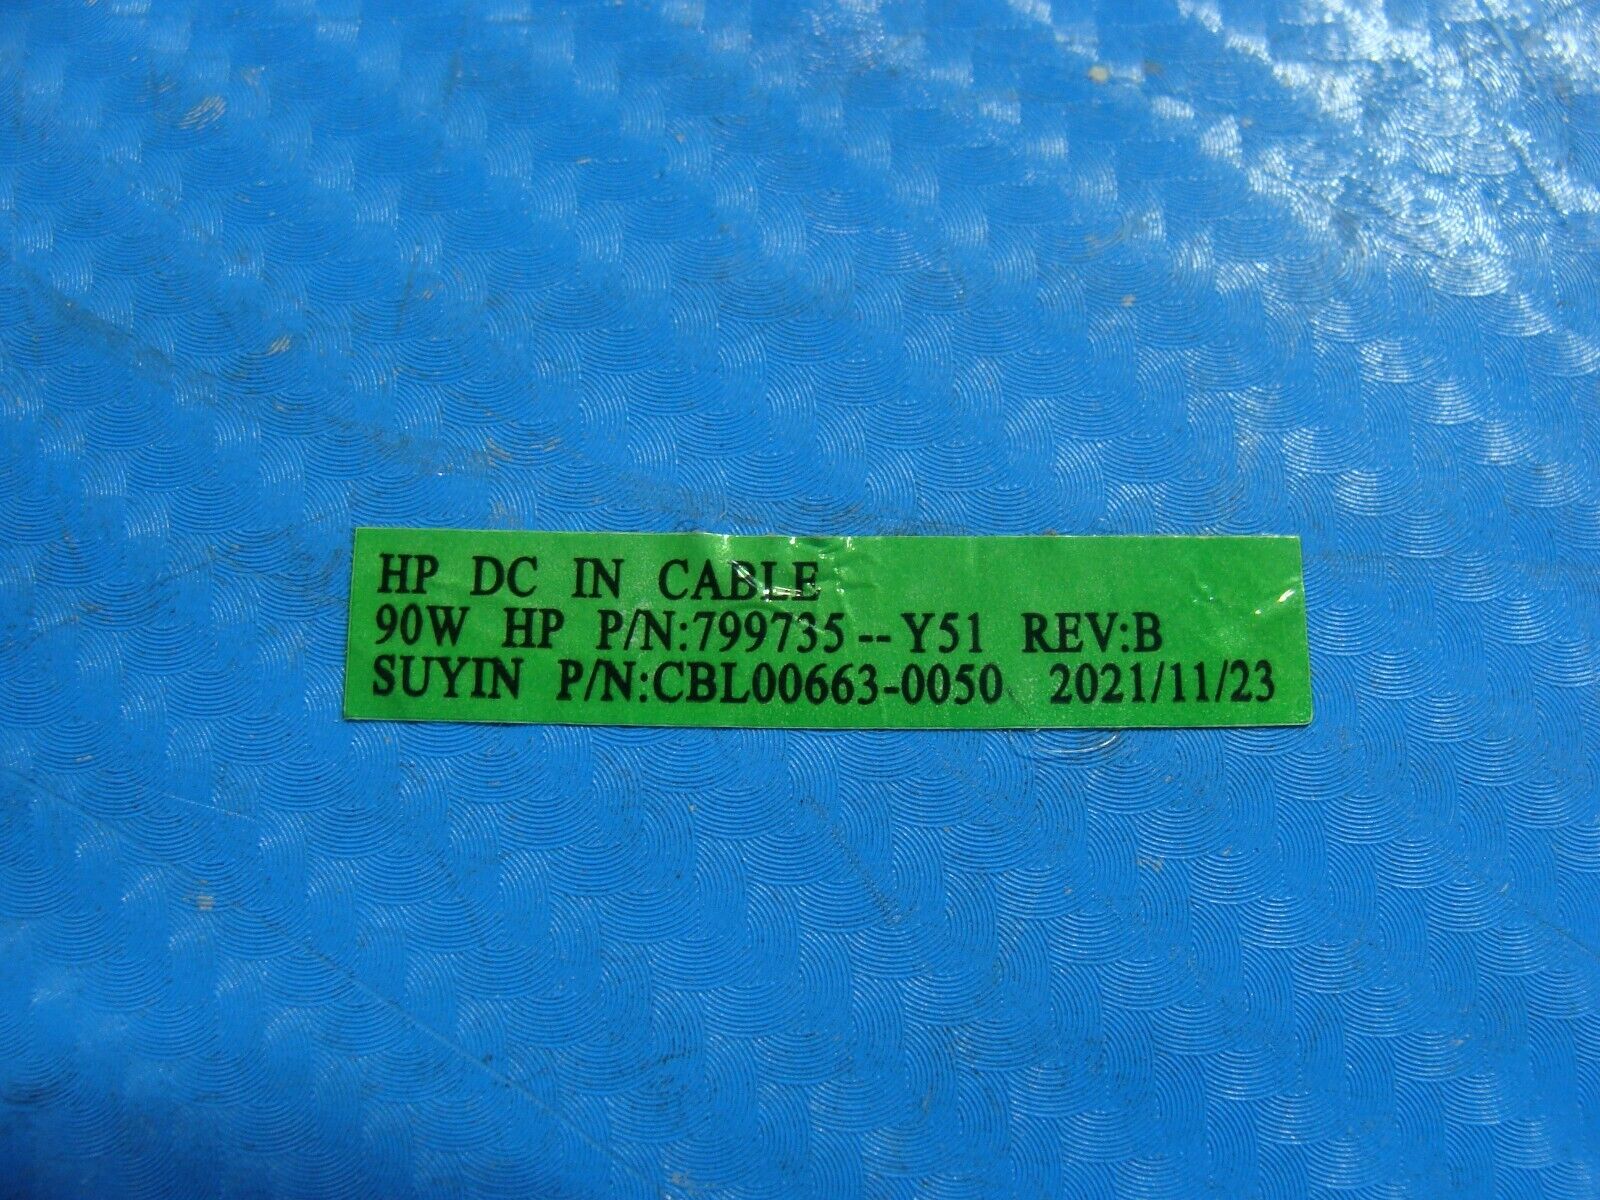 HP DC IN CABLE
90W HP P/N:799735--Y51 REV:B
SUYIN P/N:CBL00663-0050 2021/11/23